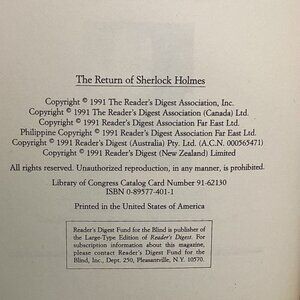 The Return of Sherlock Holmes
Copyright © 1991 The Reader's Digest Association, Inc.
Copyright © 1991 The Reader's Digest Association (Canada) Ltd.
Copyright © 1991 Reader's Digest Association Far East Ltd.
Philippine Copyright © 1991 Reader's Digest Association Far East Ltd.
Copyright © 1991 Reader's Digest (Australia) Pty. Ltd. (A.C.N. 000565471)
Copyright © 1991 Reader's Digest (New Zealand) Limited
All rights reserved. Unauthorized reproduction, in any manner, is prohibited.
Library of Congress Catalog Card Number 91-62130
ISBN 0-89577-401-1
Printed in the United States of America
Reader's Digest Fund for the Blind is publisher of
the Large-Type Edition of Reader's Digest. For
subscription information about this magazine,
please contact Reader's Digest Fund for the
Blind, Inc., Dept. 250, Pleasantville, N.Y. 10570.